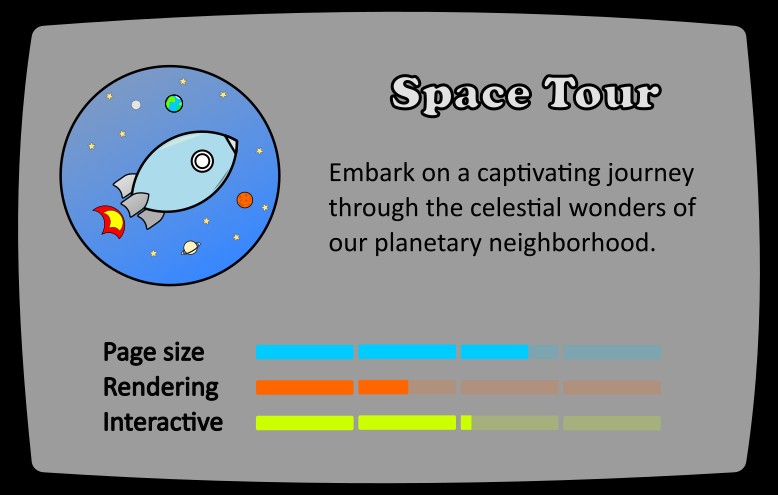 Space Tour
Embark on a captivating journey
through the celestial wonders of
our planetary neighborhood.
Page size
Rendering
Interactive